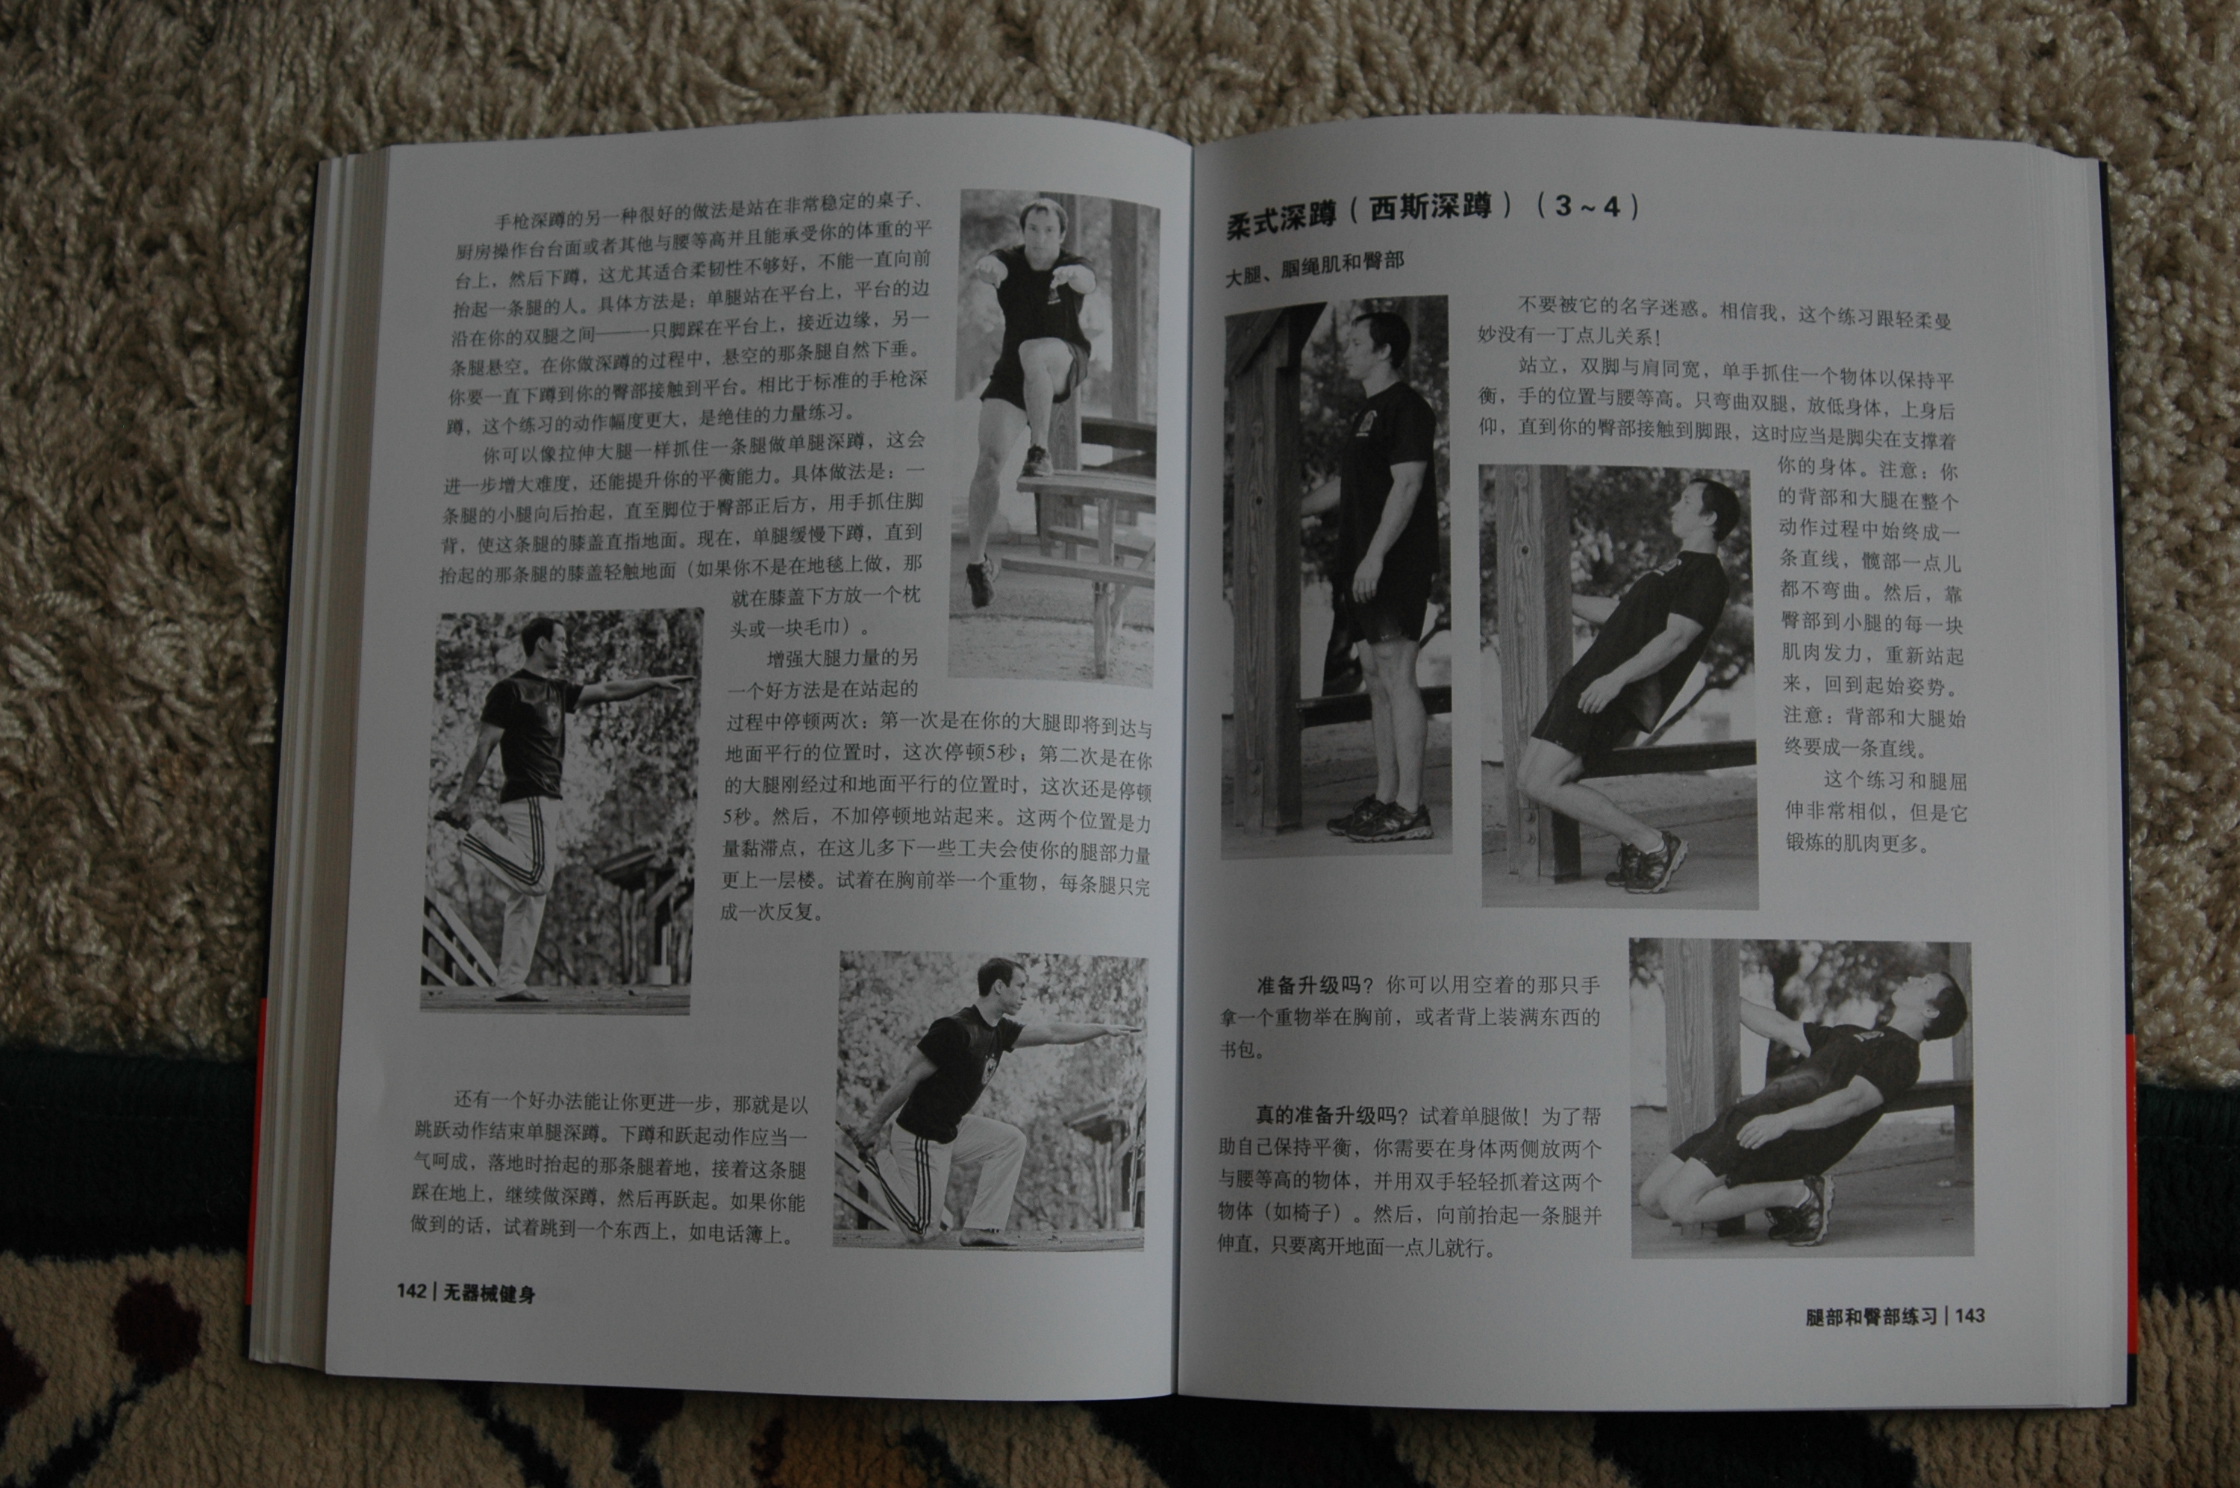 手枪深蹲的另一种很好的做法是站在非常稳定的桌子、
厨房操作台台面或者其他与腰等高并且能承受你的体重的平
台上，然后下蹲，这尤其适合柔韧性不够好，不能一直向前
抬起一条腿的人。具体方法是：单腿站在平台上，平台的边
沿在你的双腿之间——一只脚踩在平台上，接近边缘，另一
条腿悬空。在你做深蹲的过程中，悬空的那条腿自然下垂。
你要一直下蹲到你的臀部接触到平台。相比于标准的手枪深
蹲，这个练习的动作幅度更大，是绝佳的力量练习。
你可以像拉伸大腿一样抓住一条腿做单腿深蹲，这会
进一步增大难度，还能提升你的平衡能力。具体做法是：一
条腿的小腿向后抬起，直至脚位于臀部正后方，用手抓住脚
背，使这条腿的膝盖直指地面。现在，单腿缓慢下蹲，直到
抬起的那条腿的膝盖轻触地面（如果你不是在地毯上做，那
就在膝盖下方放一个枕
头或一块毛巾）。
增强大腿力量的另
一个好方法是在站起的
过程中停顿两次：第一次是在你的大腿即将到达与
地面平行的位置时，这次停顿5秒；第二次是在你
的大腿刚经过和地面平行的位置时，这次还是停顿
5秒。然后，不加停顿地站起来。这两个位置是力
量黏滞点，在这儿多下一些工夫会使你的腿部力量
更上一层楼。试着在胸前举一个重物，每条腿只完
成一次反复。
还有一个好办法能让你更进一步，那就是以
跳跃动作结束单腿深蹲。下蹲和跃起动作应当一
气呵成，落地时抬起的那条腿着地，接着这条腿
踩在地上，继续做深蹲，然后再跃起。如果你能
做到的话，试着跳到一个东西上，如电话簿上。
142 | 无器械健身
柔式深蹲（西斯深蹲）（3～4）
大腿、腘绳肌和臀部
不要被它的名字迷惑。相信我，这个练习跟轻柔曼
妙没有一丁点儿关系！
站立，双脚与肩同宽，单手抓住一个物体以保持平
衡，手的位置与腰等高。只弯曲双腿，放低身体，上身后
仰，直到你的臀部接触到脚跟，这时应当是脚尖在支撑着
你的身体。注意：你
的背部和大腿在整个
动作过程中始终成一
条直线，髋部一点儿
都不弯曲。然后，靠
臀部到小腿的每一块
肌肉发力，重新站起
来，回到起始姿势。
注意：背部和大腿始
终要成一条直线。
这个练习和腿屈
伸非常相似，但是它
锻炼的肌肉更多。
准备升级吗？你可以用空着的那只手
拿一个重物举在胸前，或者背上装满东西的
书包。
真的准备升级吗？试着单腿做！为了帮
助自己保持平衡，你需要在身体两侧放两个
与腰等高的物体，并用双手轻轻抓着这两个
物体（如椅子）。然后，向前抬起一条腿并
伸直，只要离开地面一点儿就行。
腿部和臀部练习 | 143